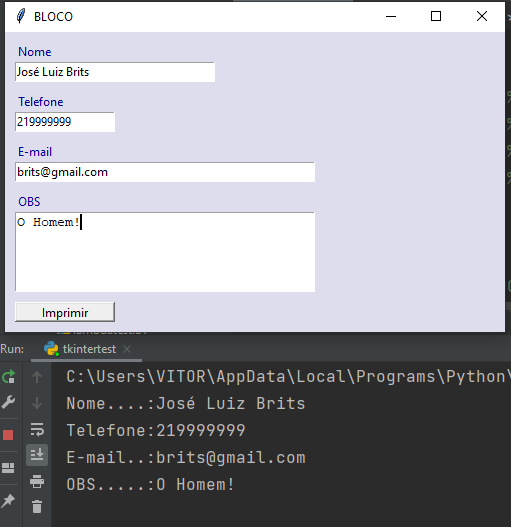 BLOCO
Nome
José Luiz Brits
Telefone
219999999
E-mail
brits@gmail.com
OBS
O Homem!
Imprimir
Run: tkintertest
C:\Users\VITOR\AppData\Local\Programs\Python\
Nome....:José Luiz Brits
Telefone:219999999
E-mail..:brits@gmail.com
OBS.....:O Homem!